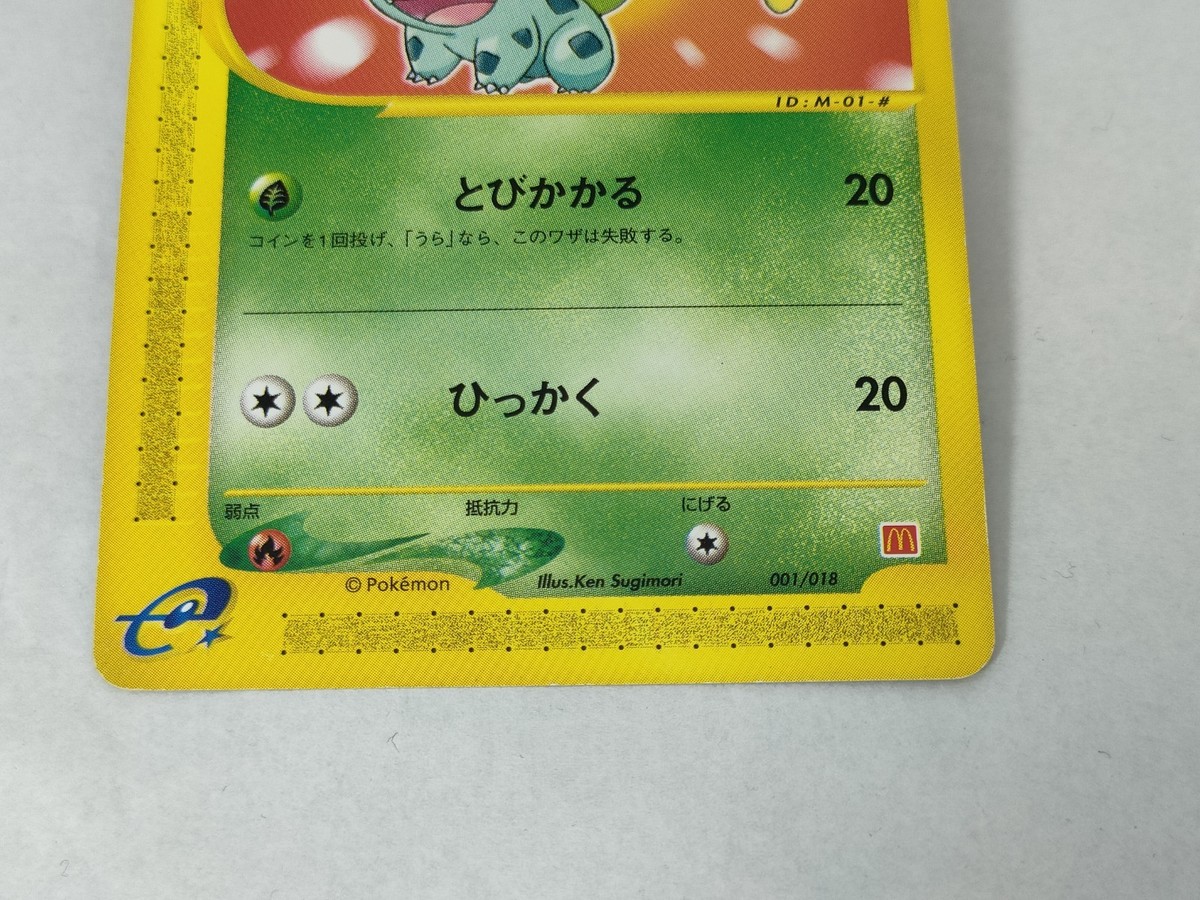 ID : M-01-#
とびかかる 20
コインを1回投げ、「うら」なら、このワザは失敗する。
ひっかく 20
弱点 抵抗力 にげる
© Pokémon Illus.Ken Sugimori 001/018